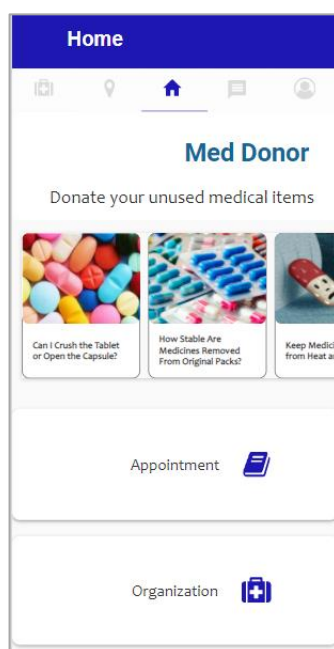 Home
Med Donor
Donate your unused medical items
Can I Crush the Tablet
or Open the Capsule?
How Stable Are
Medicines Removed
From Original Packs?
Keep Medici
from Heat a
Appointment
Organization